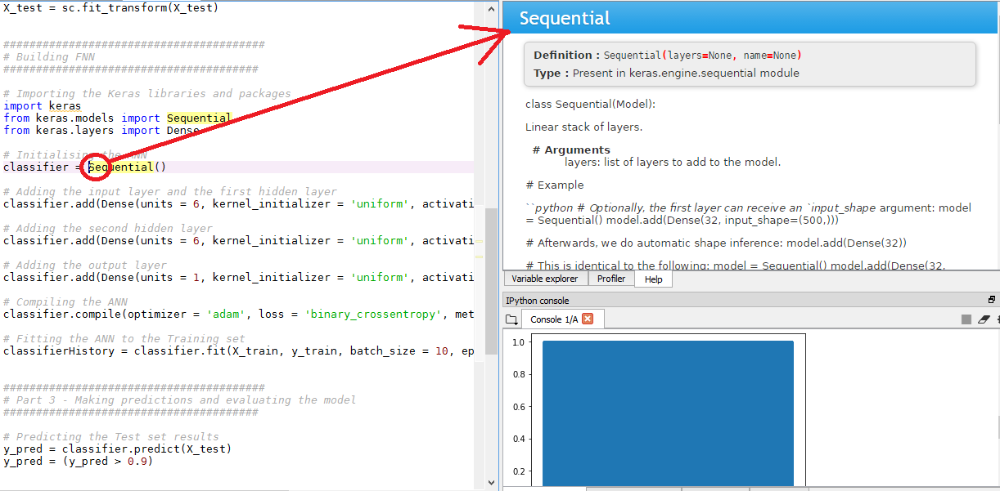 X_test = sc.fit_transform(X_test)
########################################
# Building FNN
#######################################
# Importing the Keras libraries and packages
import keras
from keras.models import Sequential
from keras.layers import Dense
# Initialising the ANN
classifier = Sequential()
# Adding the input layer and the first hidden layer
classifier.add(Dense(units = 6, kernel_initializer = 'uniform', activati
# Adding the second hidden layer
classifier.add(Dense(units = 6, kernel_initializer = 'uniform', activati
# Adding the output layer
classifier.add(Dense(units = 1, kernel_initializer = 'uniform', activati
# Compiling the ANN
classifier.compile(optimizer = 'adam', loss = 'binary_crossentropy', met
# Fitting the ANN to the Training set
classifierHistory = classifier.fit(X_train, y_train, batch_size = 10, ep
########################################
# Part 3 - Making predictions and evaluating the model
#######################################
# Predicting the Test set results
y_pred = classifier.predict(X_test)
y_pred = (y_pred > 0.9)
Sequential
Definition : Sequential(layers=None, name=None)
Type : Present in keras.engine.sequential module
class Sequential(Model):
Linear stack of layers.
# Arguments
layers: list of layers to add to the model.
# Example
``python # Optionally, the first layer can receive an `input_shape argument: model
= Sequential() model.add(Dense(32, input_shape=(500,)))
# Afterwards, we do automatic shape inference: model.add(Dense(32))
# This is identical to the following: model = Sequential() model.add(Dense(32,
Variable explorer Profiler Help
IPython console
Console 1/A
1.0
0.8
0.6
0.4
0.2